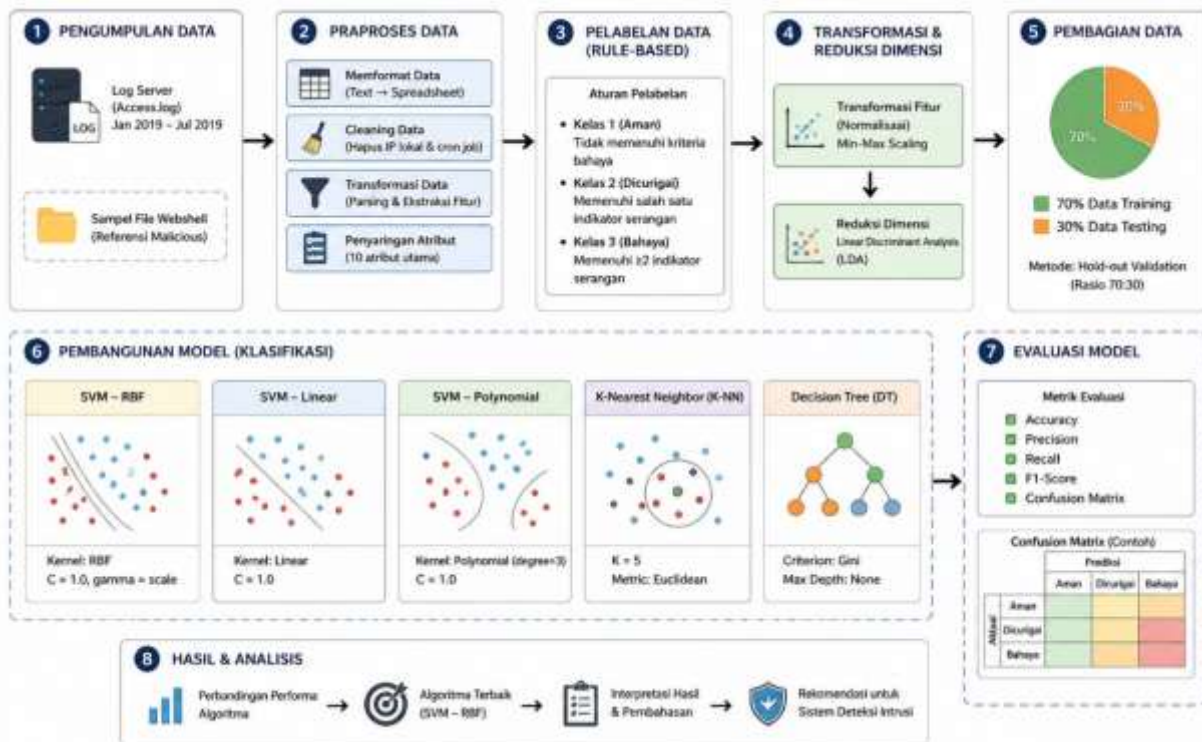 1 PENGUMPULAN DATA
Log Server
(Access.log)
Jan 2019 – Jul 2019
LOG
Sampel File Webshell
(Referensi Malicious)
2 PRAPROSES DATA
Memformat Data
(Text → Spreadsheet)
Cleaning Data
(Hapus IP lokal & cron job)
Transformasi Data
(Parsing & Ekstraksi Fitur)
Penyaringan Atribut
(10 atribut utama)
3 PELABELAN DATA
(RULE-BASED)
Aturan Pelabelan
• Kelas 1 (Aman)
Tidak memenuhi kriteria
bahaya
• Kelas 2 (Dicurigai)
Memenuhi salah satu
indikator serangan
• Kelas 3 (Bahaya)
Memenuhi ≥2 indikator
serangan
4 TRANSFORMASI &
REDUKSI DIMENSI
Transformasi Fitur
(Normalisaai)
Min-Max Scaling
Reduksi Dimensi
Linear Discriminant Analysis
(LDA)
5 PEMBAGIAN DATA
30%
70%
70% Data Training
30% Data Testing
Metode: Hold-out Validation
(Rasio 70:30)
6 PEMBANGUNAN MODEL (KLASIFIKASI)
SVM – RBF
Kernel: RBF
C = 1.0, gamma = scale
SVM – Linear
Kernel: Linear
C = 1.0
SVM – Polynomial
Kernel: Polynomial (degree=3)
C = 1.0
K-Nearest Neighbor (K-NN)
K = 5
Metric: Euclidean
Decision Tree (DT)
Criterion: Gini
Max Depth: None
7 EVALUASI MODEL
Metrik Evaluasi
Accuracy
Precision
Recall
F1-Score
Confusion Matrix
Confusion Matrix (Contoh)
Prediksi
Aman Dirurigai Bahaya
Aktual
Aman
Dicurigai
Bahaya
8 HASIL & ANALISIS
Perbandingan Performa
Algoritma
Algoritma Terbaik
(SVM – RBF)
Interpretasi Hasil
& Pembahasan
Rekomendasi untuk
Sistem Deteksi Intrusi